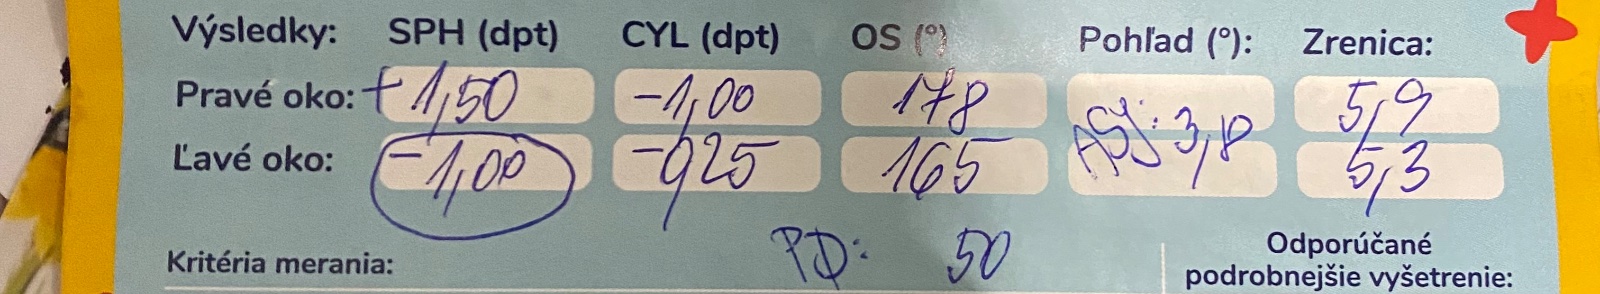 Výsledky: SPH (dpt) CYL (dpt) OS (°) Pohľad (°): Zrenica:
Pravé oko: +1,50 -1,00 178 5,9
ASJ: 3,8
Ľavé oko: -1,00 -0,25 165 5,3
PD: 50
Kritéria merania:
Odporúčané
podrobnejšie vyšetrenie: